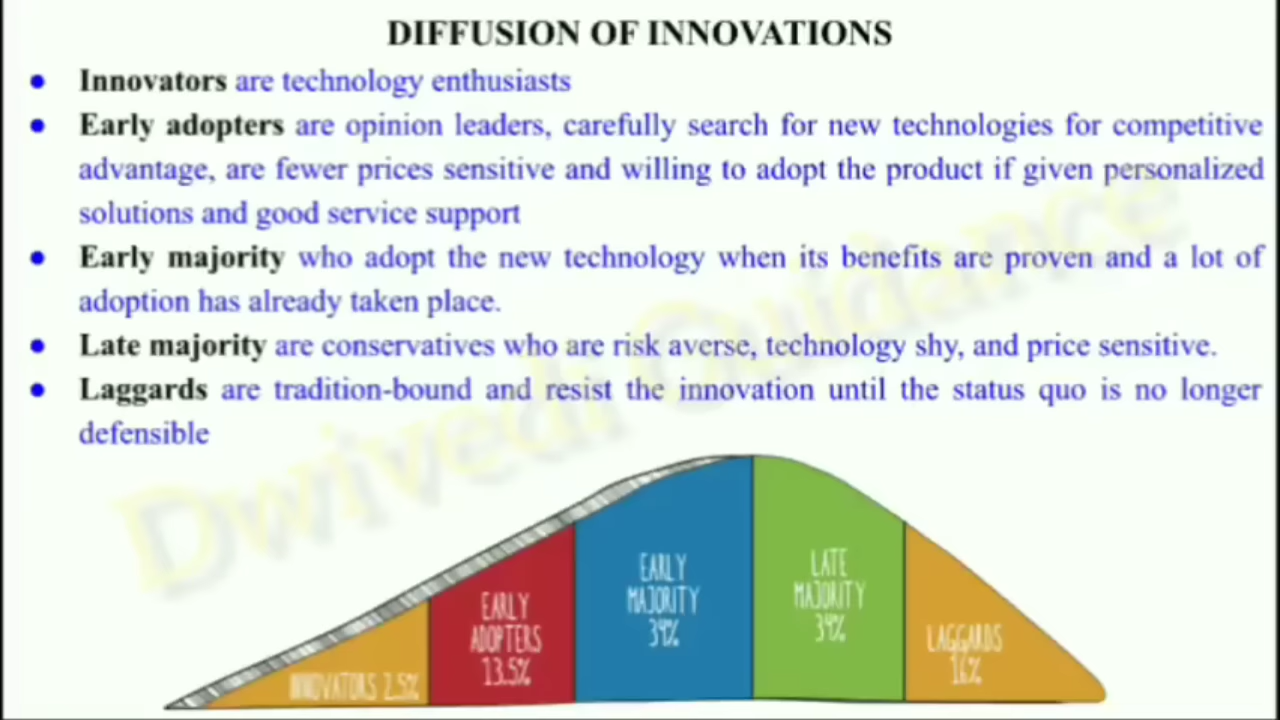 DIFFUSION OF INNOVATIONS
• Innovators are technology enthusiasts
• Early adopters are opinion leaders, carefully search for new technologies for competitive
advantage, are fewer prices sensitive and willing to adopt the product if given personalized
solutions and good service support
• Early majority who adopt the new technology when its benefits are proven and a lot of
adoption has already taken place.
• Late majority are conservatives who are risk averse, technology shy, and price sensitive.
• Laggards are tradition-bound and resist the innovation until the status quo is no longer
defensible
Dwivedi Guidance
INNOVATORS 2.5%
EARLY
ADOPTERS
13.5%
EARLY
MAJORITY
34%
LATE
MAJORITY
34%
LAGGARDS
16%